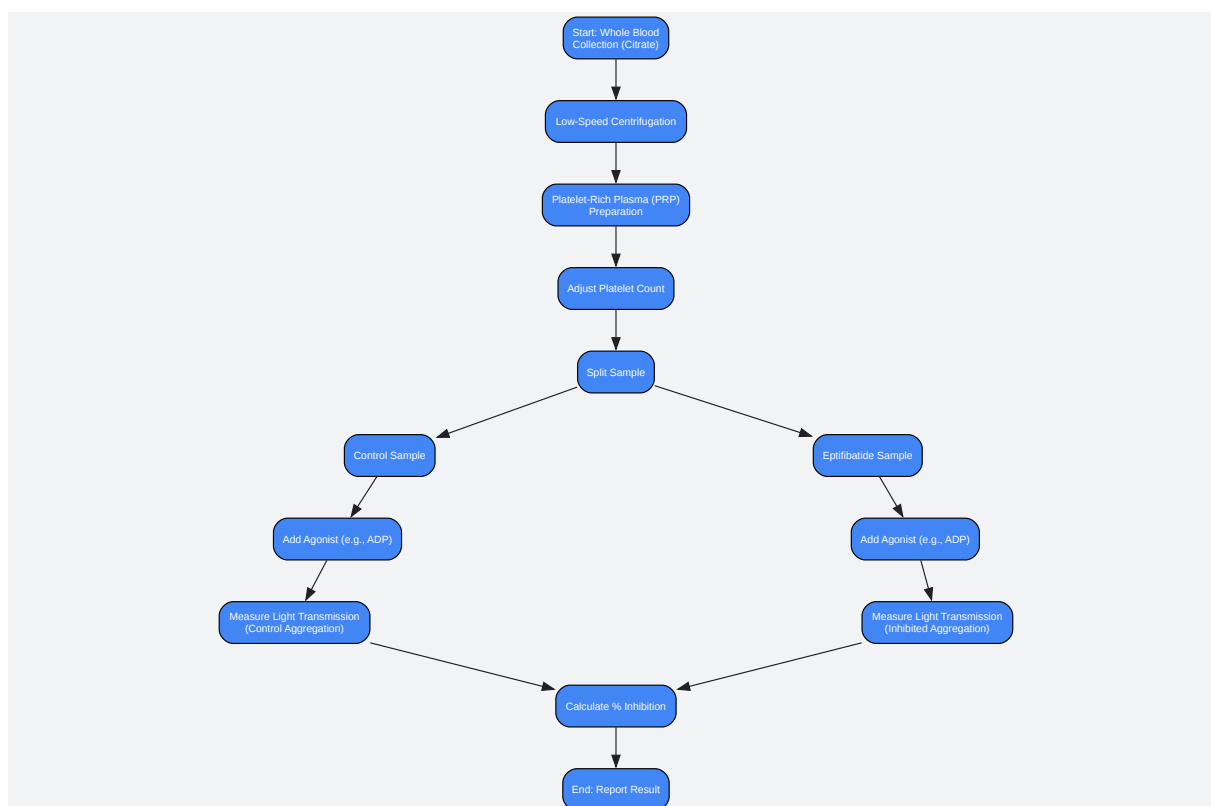 Start: Whole Blood
Collection (Citrate)
Low-Speed Centrifugation
Platelet-Rich Plasma (PRP)
Preparation
Adjust Platelet Count
Split Sample
Control Sample
Eptifibatide Sample
Add Agonist (e.g., ADP)
Add Agonist (e.g., ADP)
Measure Light Transmission
(Control Aggregation)
Measure Light Transmission
(Inhibited Aggregation)
Calculate % Inhibition
End: Report Result